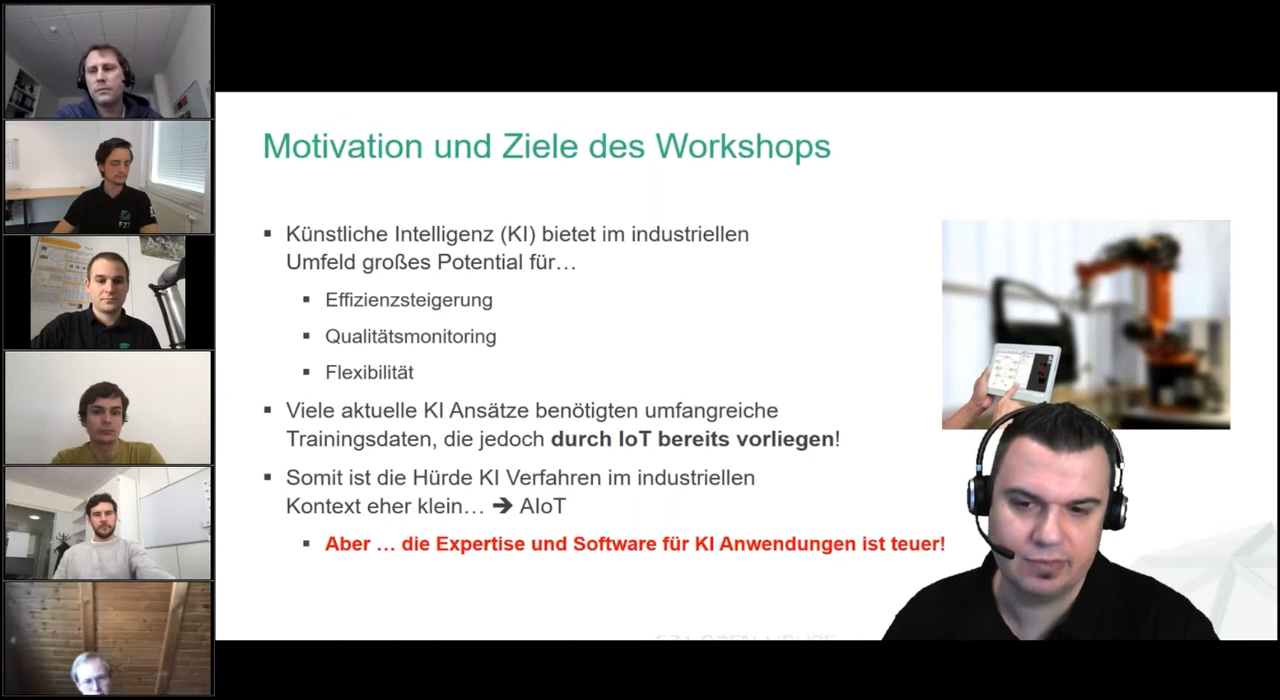 Motivation und Ziele des Workshops
Künstliche Intelligenz (KI) bietet im industriellen
Umfeld großes Potential für…
Effizienzsteigerung
Qualitätsmonitoring
Flexibilität
Viele aktuelle KI Ansätze benötigten umfangreiche
Trainingsdaten, die jedoch durch IoT bereits vorliegen!
Somit ist die Hürde KI Verfahren im industriellen
Kontext eher klein… ➔ AIoT
Aber … die Expertise und Software für KI Anwendungen ist teuer!